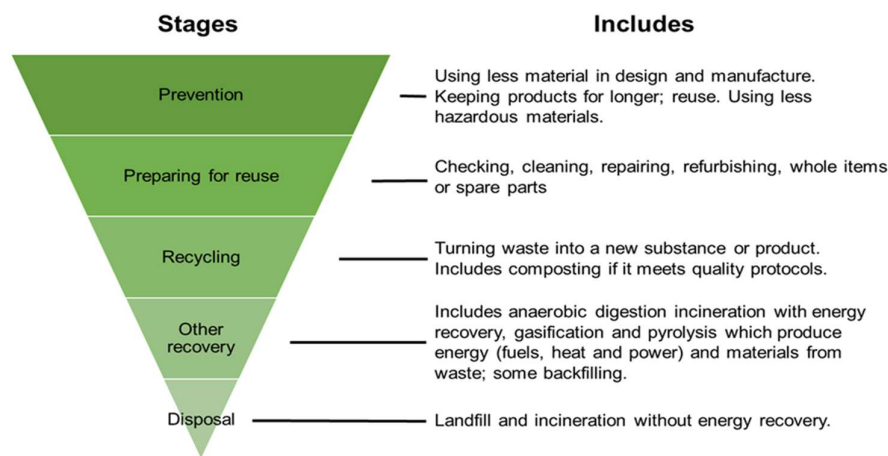 Stages
Includes
Prevention
Using less material in design and manufacture.
Keeping products for longer; reuse. Using less
hazardous materials.
Preparing for reuse
Checking, cleaning, repairing, refurbishing, whole items
or spare parts
Recycling
Turning waste into a new substance or product.
Includes composting if it meets quality protocols.
Other
recovery
Includes anaerobic digestion incineration with energy
recovery, gasification and pyrolysis which produce
energy (fuels, heat and power) and materials from
waste; some backfilling.
Disposal
Landfill and incineration without energy recovery.